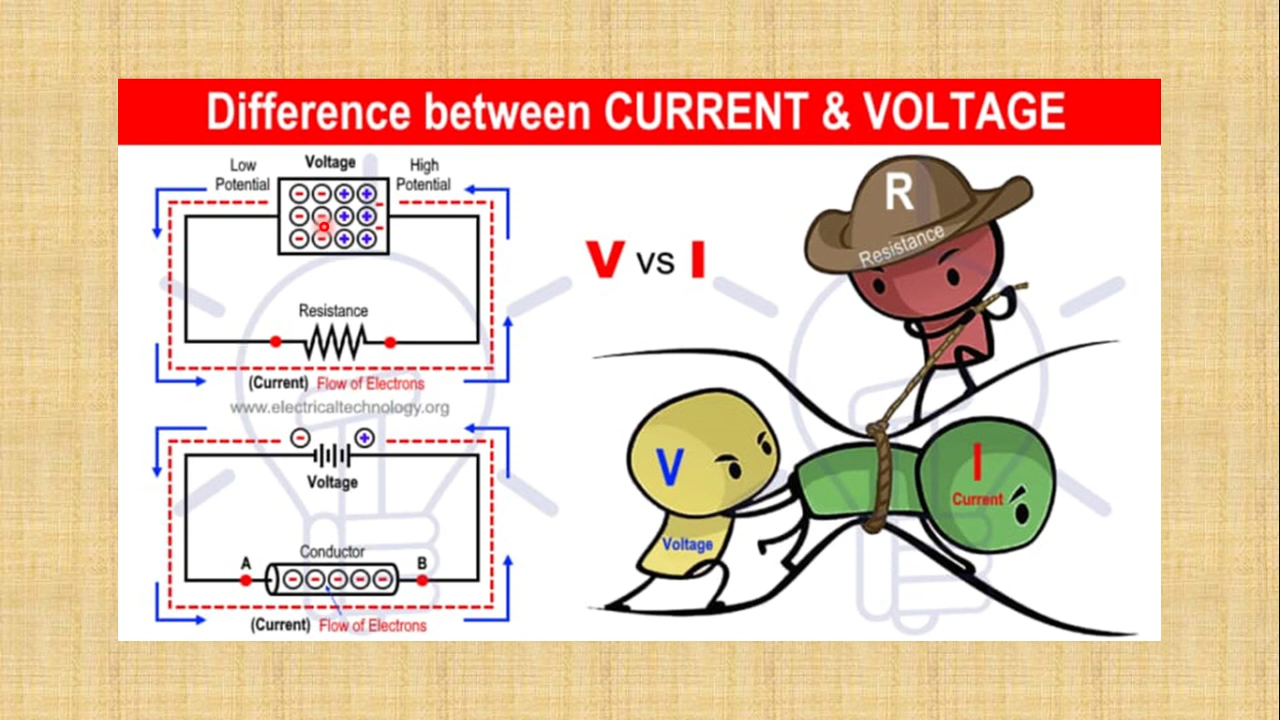 Difference between CURRENT & VOLTAGE
Low
Potential
Voltage
High
Potential
Resistance
(Current) Flow of Electrons
www.electricaltechnology.org
Voltage
Conductor
A
B
(Current) Flow of Electrons
V vs I
R
Resistance
V
Voltage
I
Current